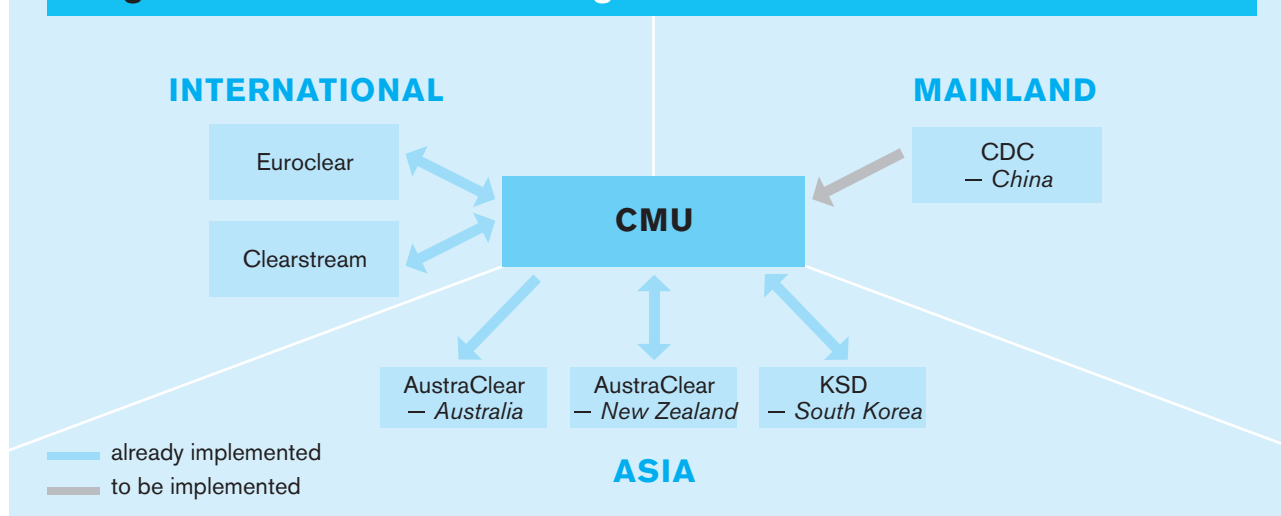 INTERNATIONAL
MAINLAND
Euroclear
CDC
— China
CMU
Clearstream
AustraClear
— Australia
AustraClear
— New Zealand
KSD
— South Korea
already implemented
to be implemented
ASIA